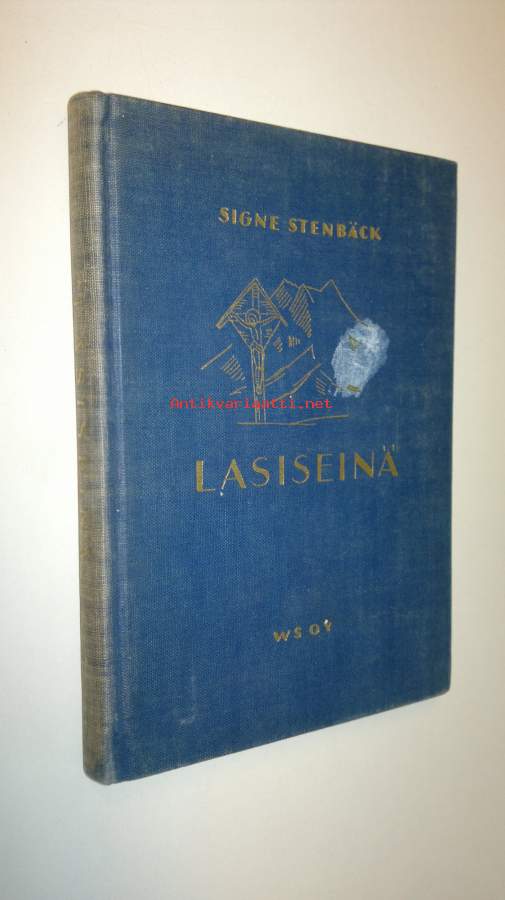 SIGNE STENBÄCK
Antikvariaatti.net
LASISEINÄ
WSOY